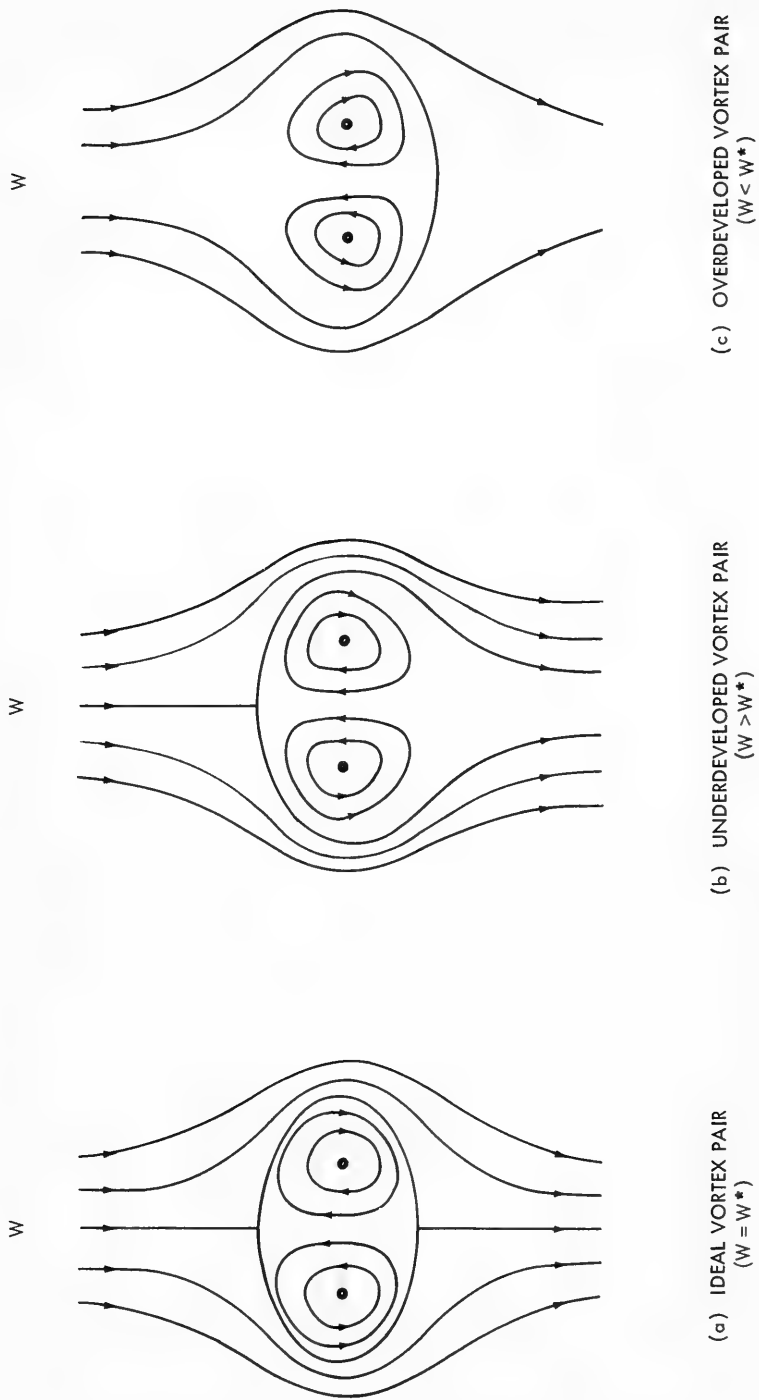 W
W
W
(a) IDEAL VORTEX PAIR
(W = W*)
(b) UNDERDEVELOPED VORTEX PAIR
(W > W*)
(c) OVERDEVELOPED VORTEX PAIR
(W < W*)